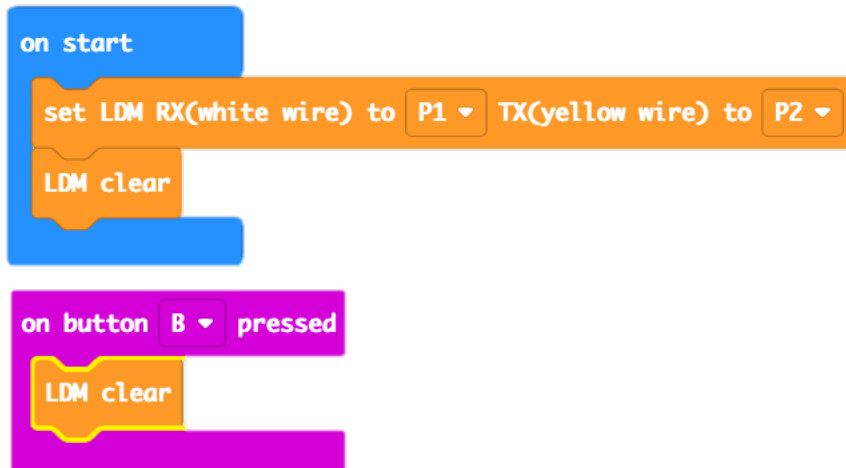 on start
set LDM RX(white wire) to P1 TX(yellow wire) to P2
LDM clear
on button B pressed
LDM clear